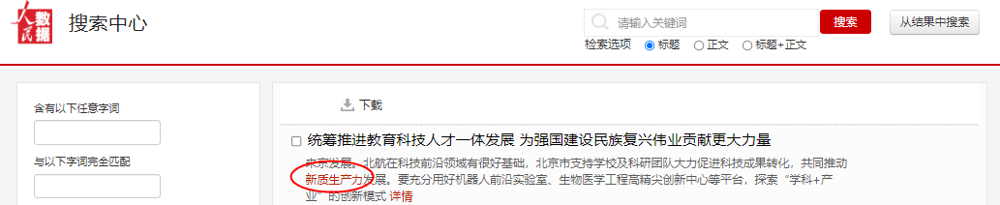 人民数据
搜索中心
请输入关键词
搜索
从结果中搜索
检索选项
标题
正文
标题+正文
含有以下任意字词
与以下字词完全匹配
下载
统筹推进教育科技人才一体发展 为强国建设民族复兴伟业贡献更大力量
未来发展。北航在科技前沿领域有很好基础，北京市支持学校及科研团队大力促进科技成果转化，共同推动
新质生产力发展。要充分用好机器人前沿实验室、生物医学工程高精尖创新中心等平台，探索“学科+产
业”的创新模式 详情